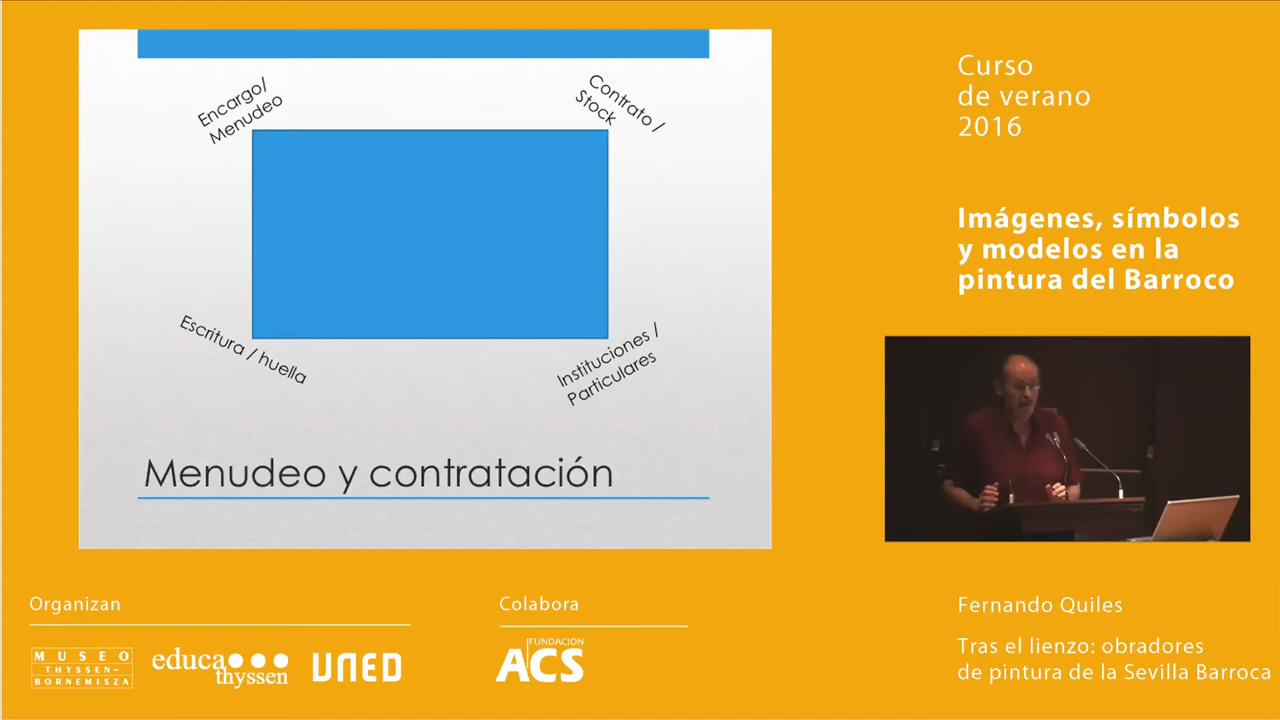 Encargo/
Menudeo
Contrato /
Stock
Escritura / huella
Instituciones /
Particulares
Menudeo y contratación
Curso
de verano
2016
Imágenes, símbolos
y modelos en la
pintura del Barroco
Organizan
MUSEO
THYSSEN-
BORNEMISZA
educa
thyssen
UNED
Colabora
FUNDACION
ACS
Fernando Quiles
Tras el lienzo: obradores
de pintura de la Sevilla Barroca